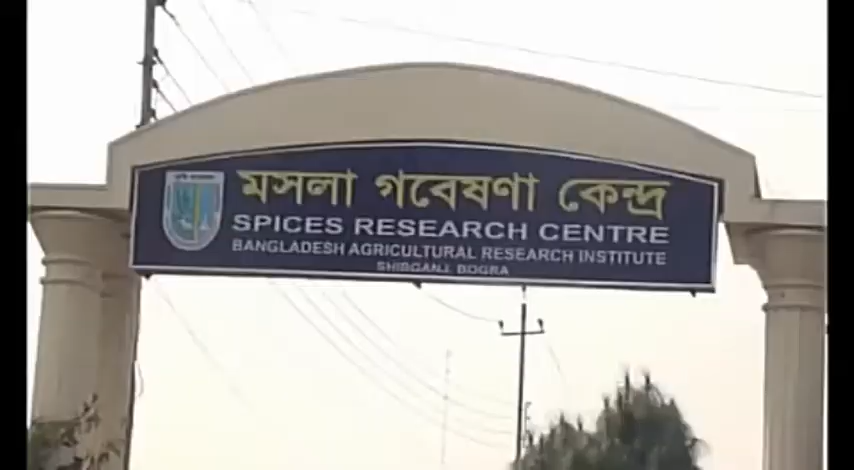 মসলা গবেষণা কেন্দ্র
SPICES RESEARCH CENTRE
BANGLADESH AGRICULTURAL RESEARCH INSTITUTE
SHIBGANJ, BOGRA